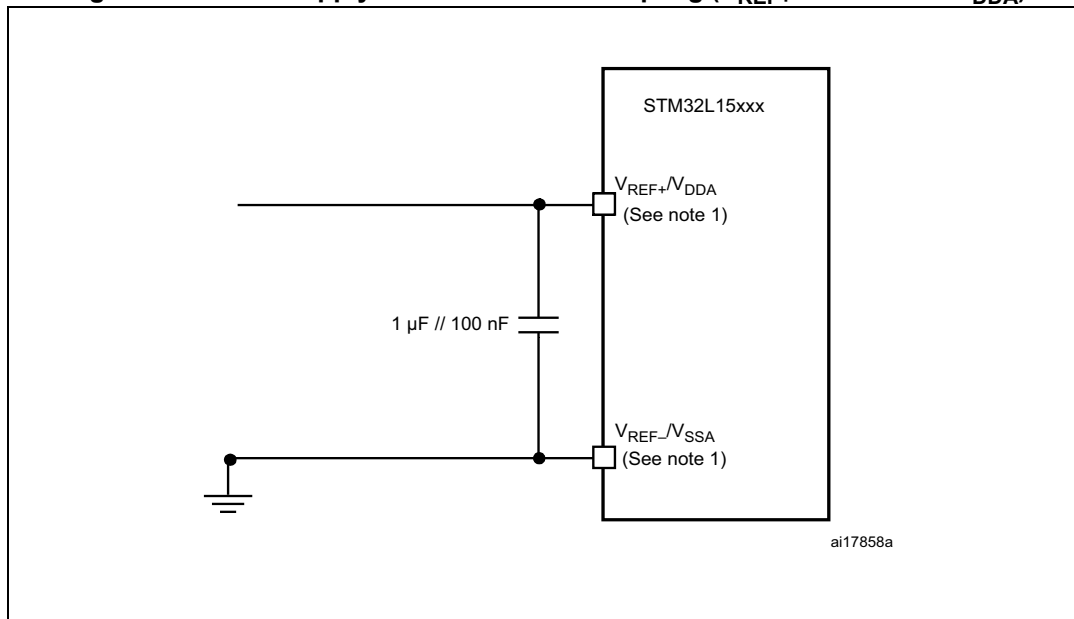 STM32L15xxx
VREF+/VDDA
(See note 1)
1 µF // 100 nF
VREF–/VSSA
(See note 1)
ai17858a